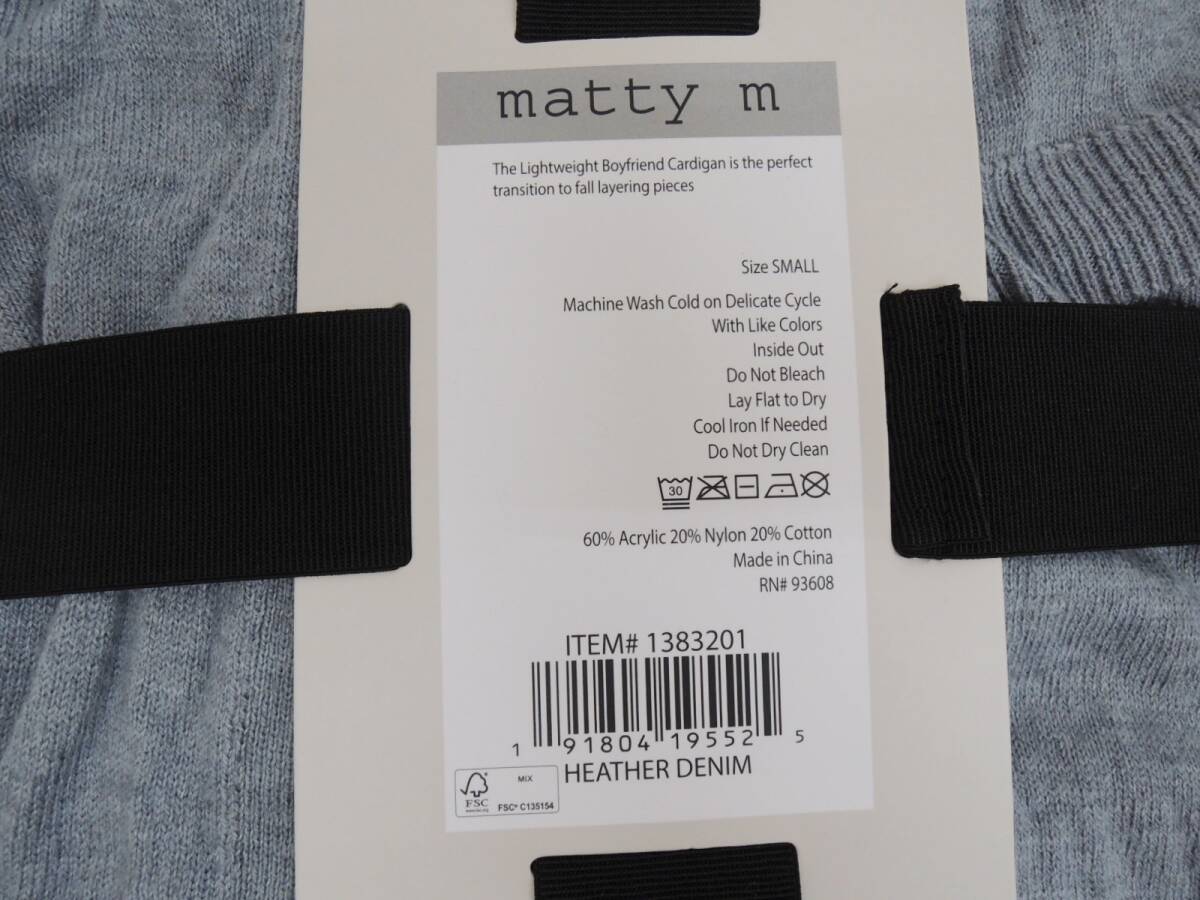 matty m
The Lightweight Boyfriend Cardigan is the perfect
transition to fall layering pieces
Size SMALL
Machine Wash Cold on Delicate Cycle
With Like Colors
Inside Out
Do Not Bleach
Lay Flat to Dry
Cool Iron If Needed
Do Not Dry Clean
30
60% Acrylic 20% Nylon 20% Cotton
Made in China
RN# 93608
ITEM# 1383201
1 91804 19552 5
HEATHER DENIM
MIX
FSC
FSC® C135154